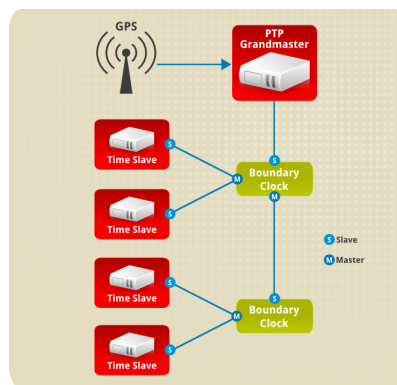 GPS
PTP
Grandmaster
S
Time Slave
S
Boundary
Clock
M
M
S
Time Slave
S Slave
M Master
S
Time Slave
S
Boundary
Clock
M
S
Time Slave